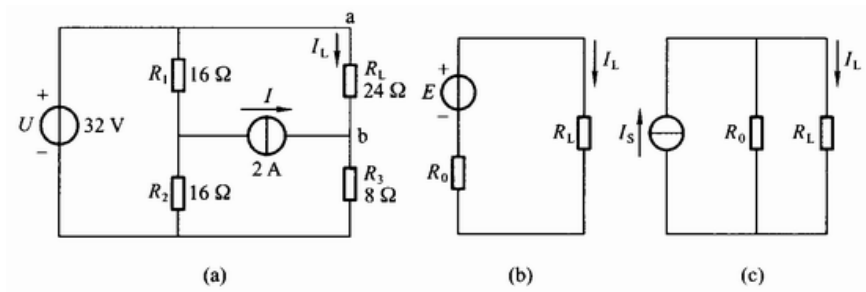 a
I_L
R_1 16 Ω
R_L
24 Ω
I
+
U 32 V
−
b
2 A
R_2 16 Ω
R_3
8 Ω
(a)
+
E
−
R_0
R_L
I_L
(b)
I_S
R_0
R_L
I_L
(c)